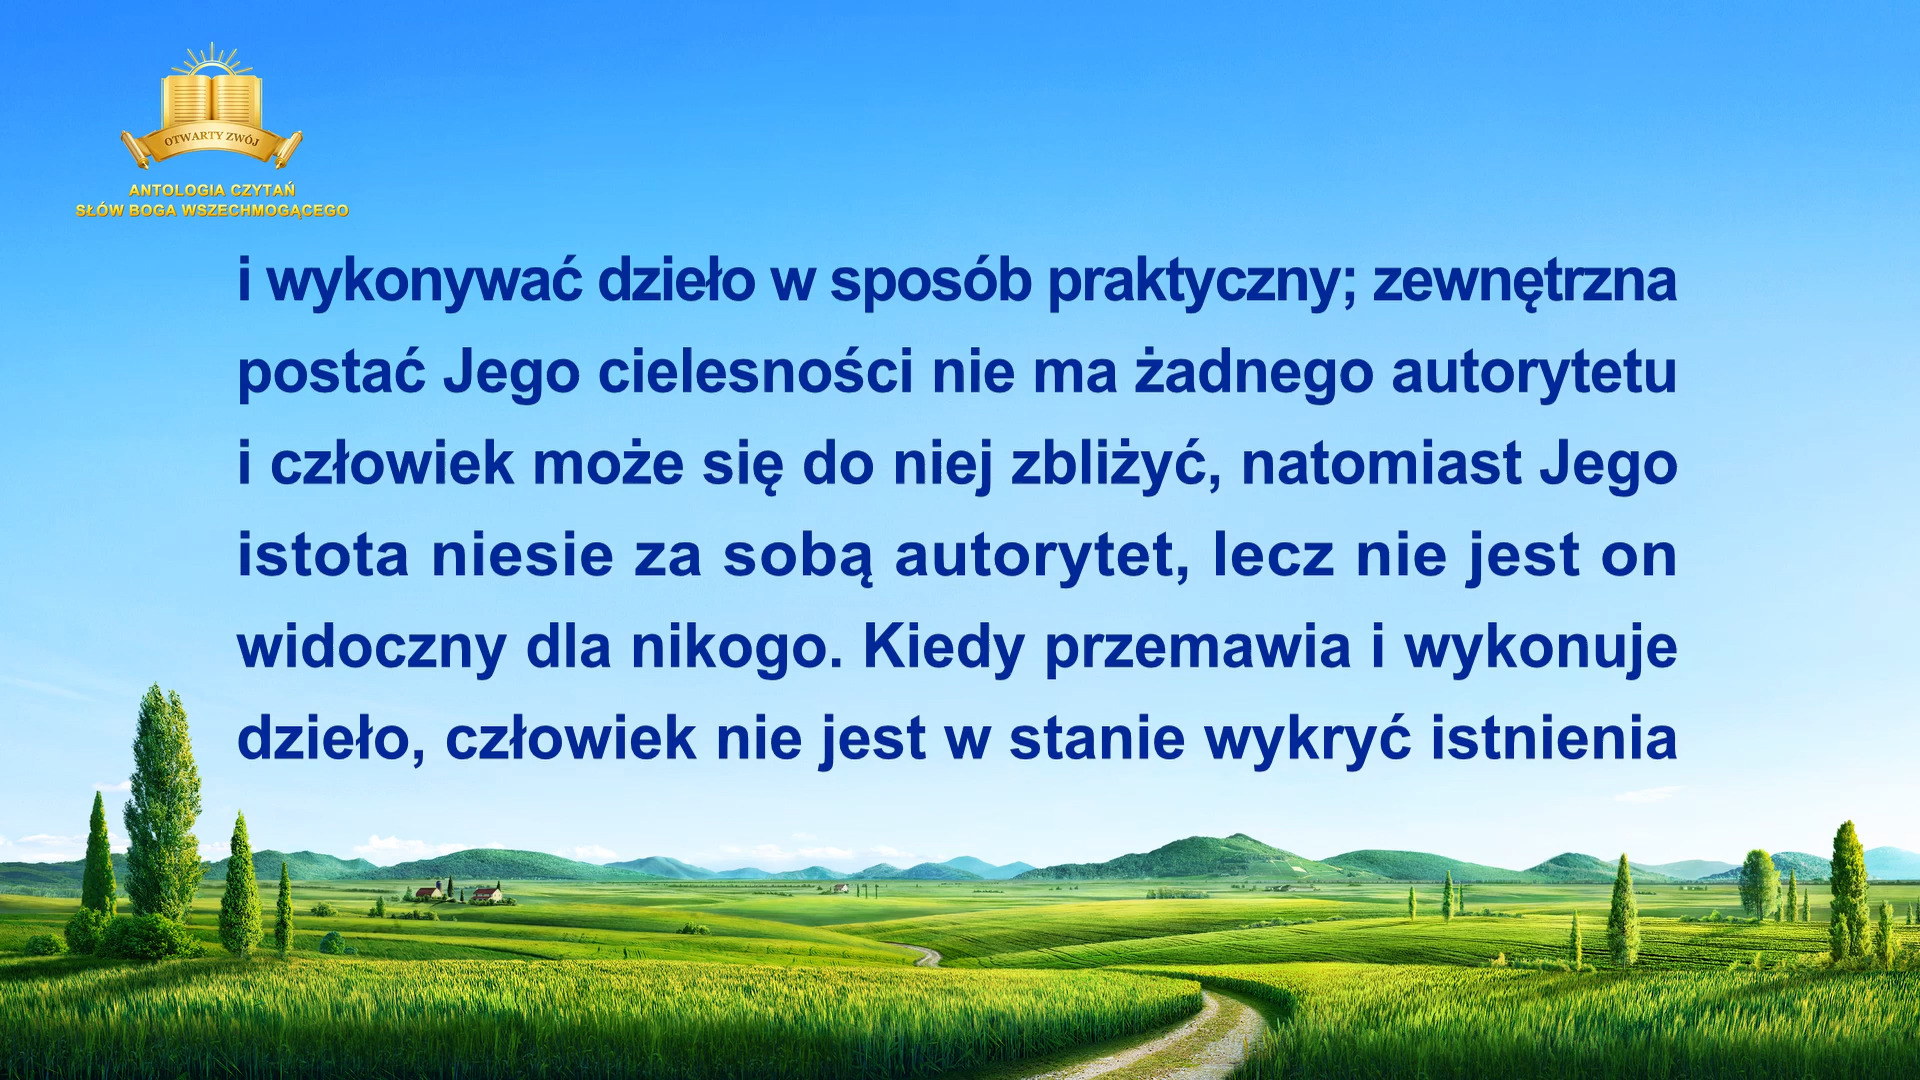 OTWARTY ZWÓJ
ANTOLOGIA CZYTAŃ
SŁÓW BOGA WSZECHMOGĄCEGO
i wykonywać dzieło w sposób praktyczny; zewnętrzna
postać Jego cielesności nie ma żadnego autorytetu
i człowiek może się do niej zbliżyć, natomiast Jego
istota niesie za sobą autorytet, lecz nie jest on
widoczny dla nikogo. Kiedy przemawia i wykonuje
dzieło, człowiek nie jest w stanie wykryć istnienia